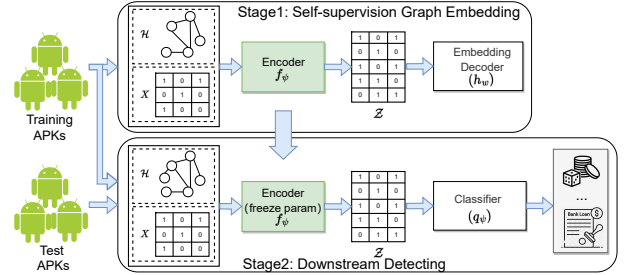 Stage1: Self-supervision Graph Embedding
Training
APKs
ℋ
X
1 0 1
0 1 0
1 0 0
Encoder
f_ψ
1 0 1
0 1 0
1 0 1
0 1 0
1 0 1
𝒵
Embedding
Decoder
(h_w)
Test
APKs
ℋ
X
1 0 1
0 1 0
1 0 0
Encoder
(freeze param)
f_ψ
1 0 1
0 1 0
1 0 1
0 1 0
1 0 1
𝒵
Classifier
(q_ψ)
...
Bank Loan
$
Stage2: Downstream Detecting